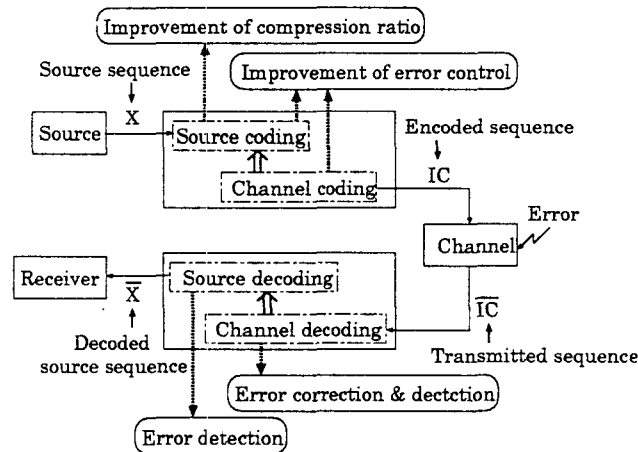 Improvement of compression ratio
Source sequence
Improvement of error control
X
Source
Source coding
Encoded sequence
Channel coding
IC
Error
Channel
Receiver
Source decoding
X̅
I̅C̅
Channel decoding
Decoded
source sequence
Transmitted sequence
Error correction & dectction
Error detection